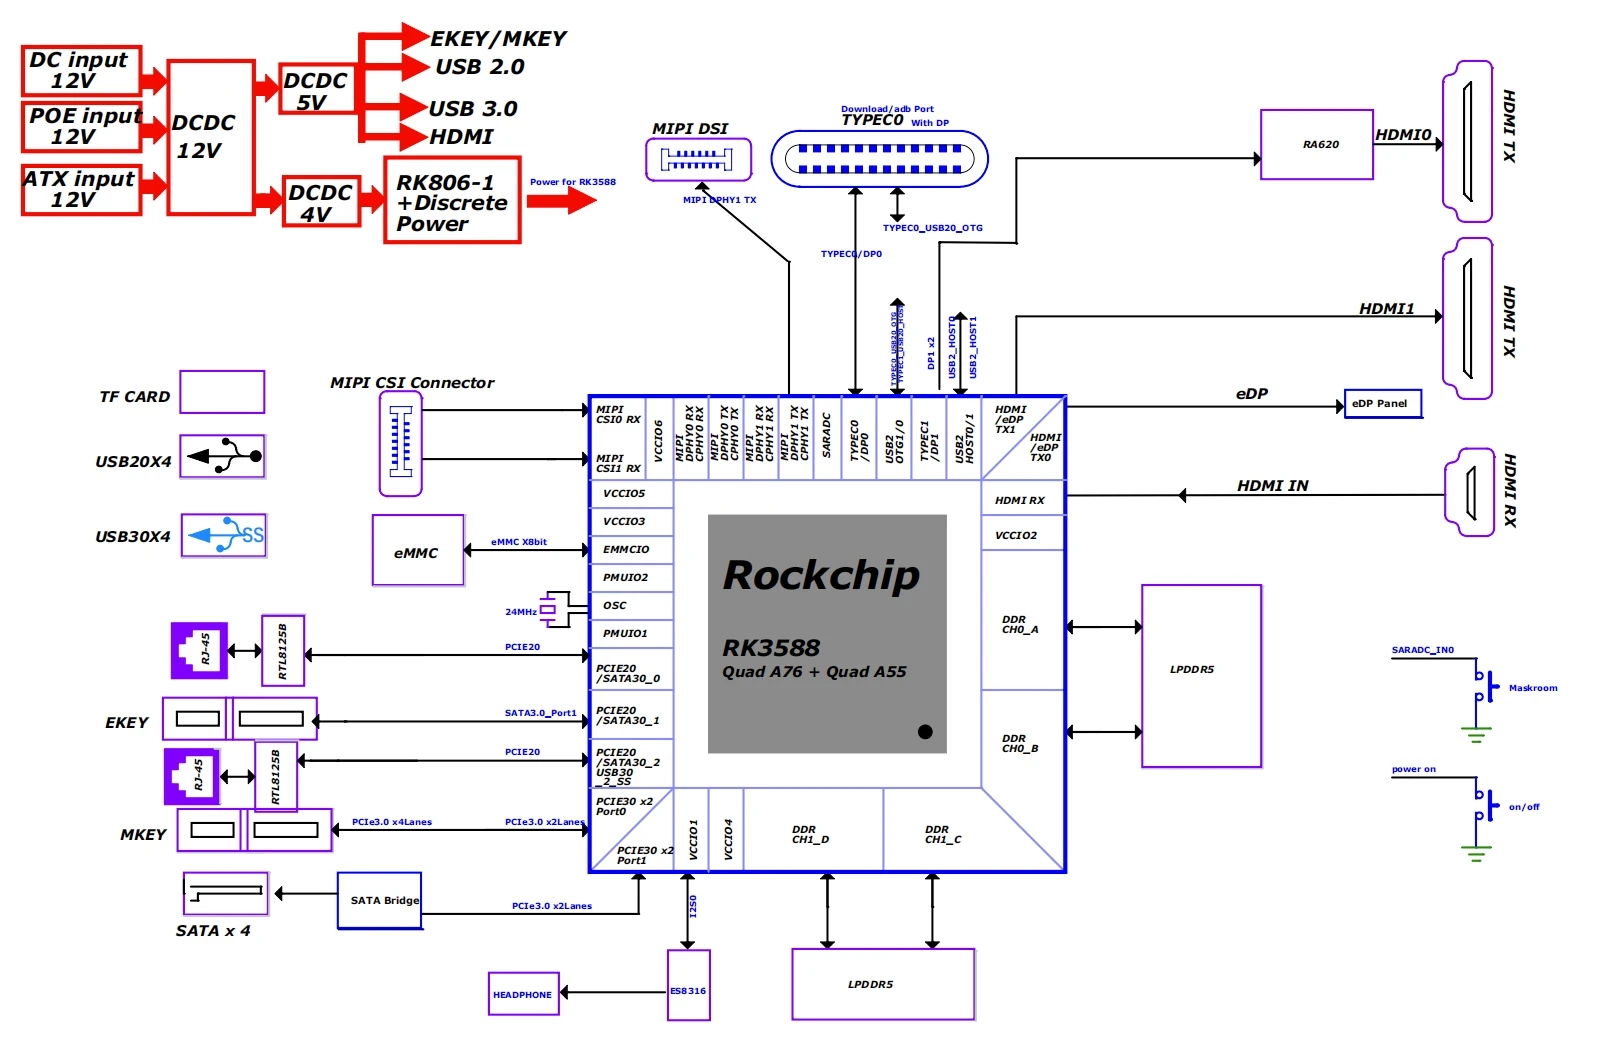 DC input
12V
POE input
12V
ATX input
12V
DCDC
12V
DCDC
5V
DCDC
4V
EKEY/MKEY
USB 2.0
USB 3.0
HDMI
RK806-1
+Discrete
Power
Power for RK3588
MIPI DSI
MIPI DPHY1 TX
Download/adb Port
TYPEC0 With DP
TYPEC0_USB20_OTG
TYPEC0/DP0
TYPEC0_USB20_OTG
TYPEC1_USB20_HOST
DP1 x2
USB2_HOST0
USB2_HOST1
RA620
HDMI0
HDMI TX
HDMI1
HDMI TX
eDP
eDP Panel
HDMI IN
HDMI RX
TF CARD
USB20X4
USB30X4
SS
MIPI CSI Connector
eMMC
eMMC X8bit
24MHz
RJ-45
RTL8125B
PCIE20
EKEY
SATA3.0_Port1
RJ-45
RTL8125B
PCIE20
MKEY
PCIe3.0 x4Lanes
PCIe3.0 x2Lanes
SATA x 4
SATA Bridge
PCIe3.0 x2Lanes
MIPI
CSI0 RX
MIPI
CSI1 RX
VCCIO6
MIPI
DPHY0 RX
CPHY0 RX
MIPI
DPHY0 TX
CPHY0 TX
MIPI
DPHY1 RX
CPHY1 RX
MIPI
DPHY1 TX
CPHY1 TX
SARADC
TYPEC0
/DP0
USB2
OTG1/0
TYPEC1
/DP1
USB2
HOST0/1
HDMI
/eDP
TX1
HDMI
/eDP
TX0
VCCIO5
VCCIO3
EMMCIO
PMUIO2
OSC
PMUIO1
PCIE20
/SATA30_0
PCIE20
/SATA30_1
PCIE20
/SATA30_2
USB30
_2_SS
PCIE30 x2
Port0
PCIE30 x2
Port1
VCCIO1
VCCIO4
DDR
CH1_D
DDR
CH1_C
HDMI RX
VCCIO2
DDR
CH0_A
DDR
CH0_B
Rockchip
RK3588
Quad A76 + Quad A55
LPDDR5
SARADC_IN0
Maskroom
power on
on/off
I2S0
HEADPHONE
ES8316
LPDDR5